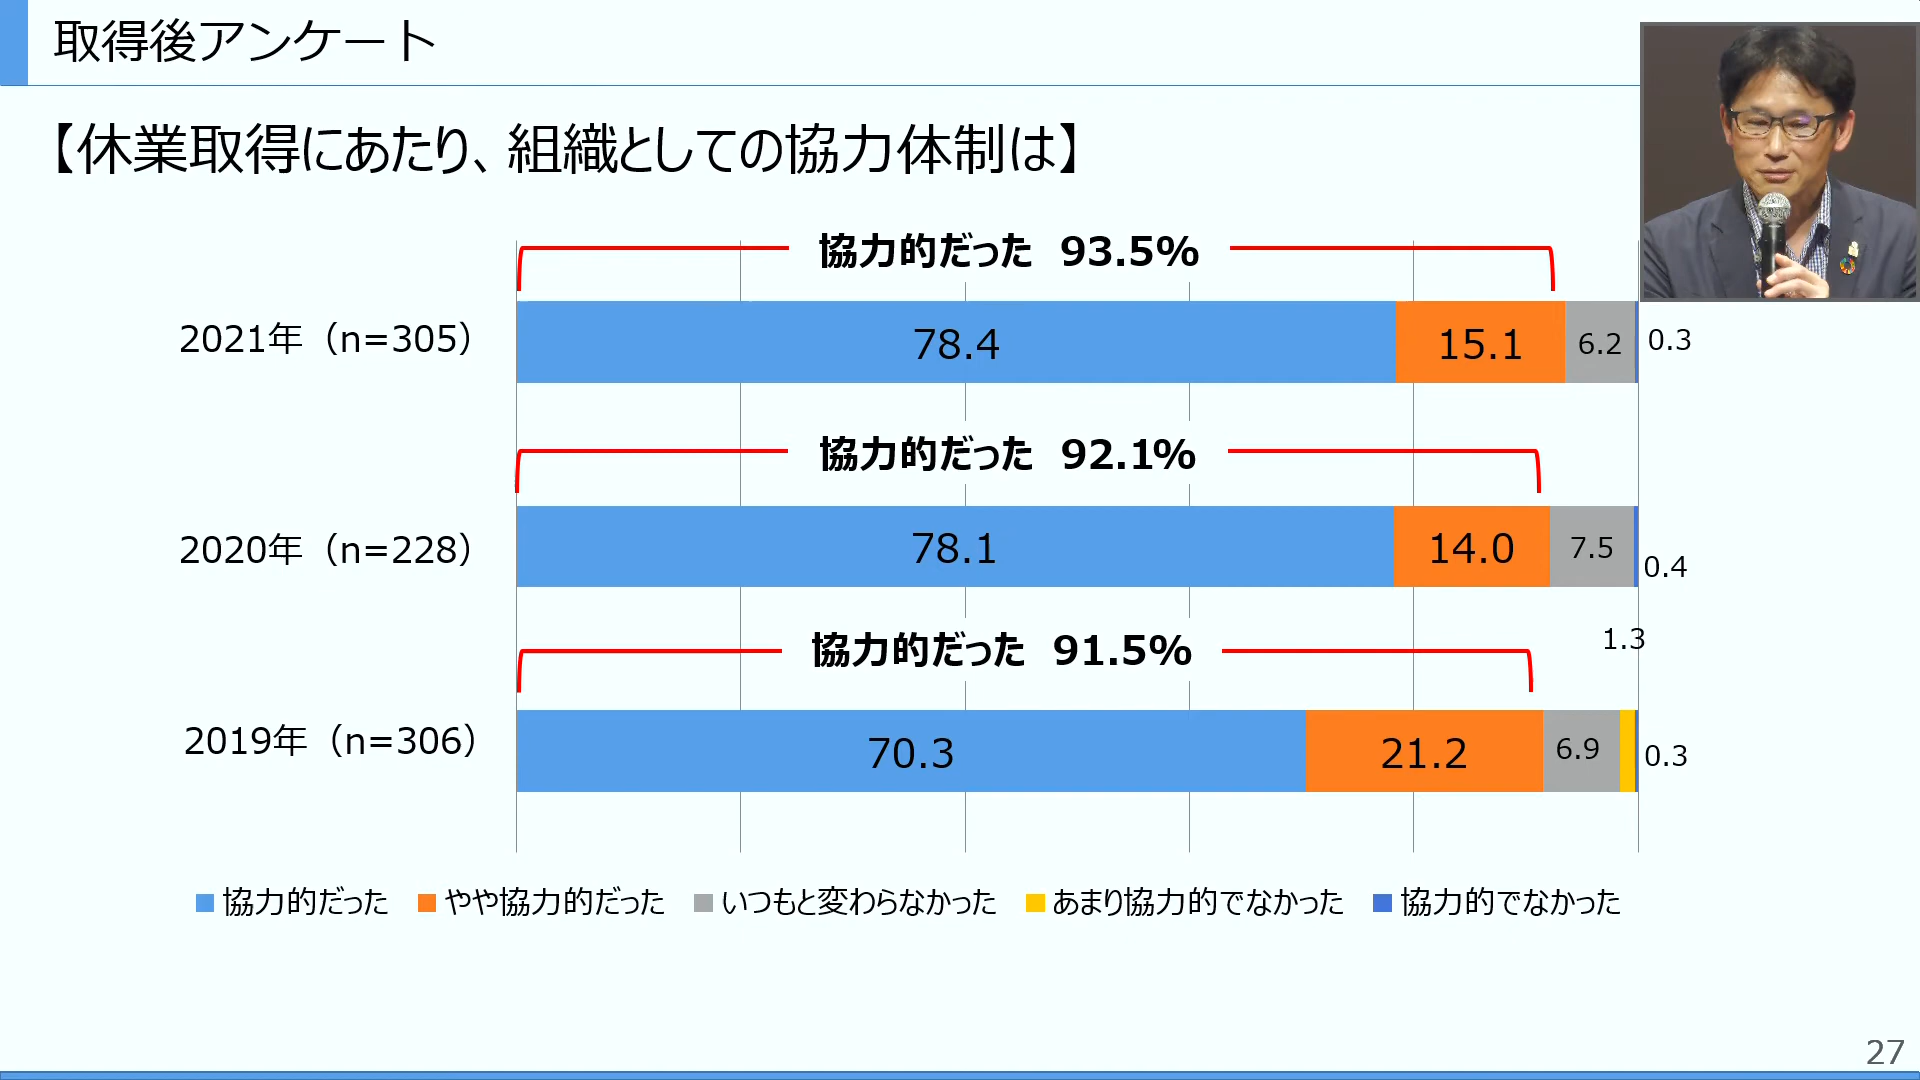 取得後アンケート
【休業取得にあたり、組織としての協力体制は】
協力的だった 93.5%
2021年（n=305） 78.4 15.1 6.2 0.3
協力的だった 92.1%
2020年（n=228） 78.1 14.0 7.5 0.4
1.3
協力的だった 91.5%
2019年（n=306） 70.3 21.2 6.9 0.3
協力的だった やや協力的だった いつもと変わらなかった あまり協力的でなかった 協力的でなかった
27